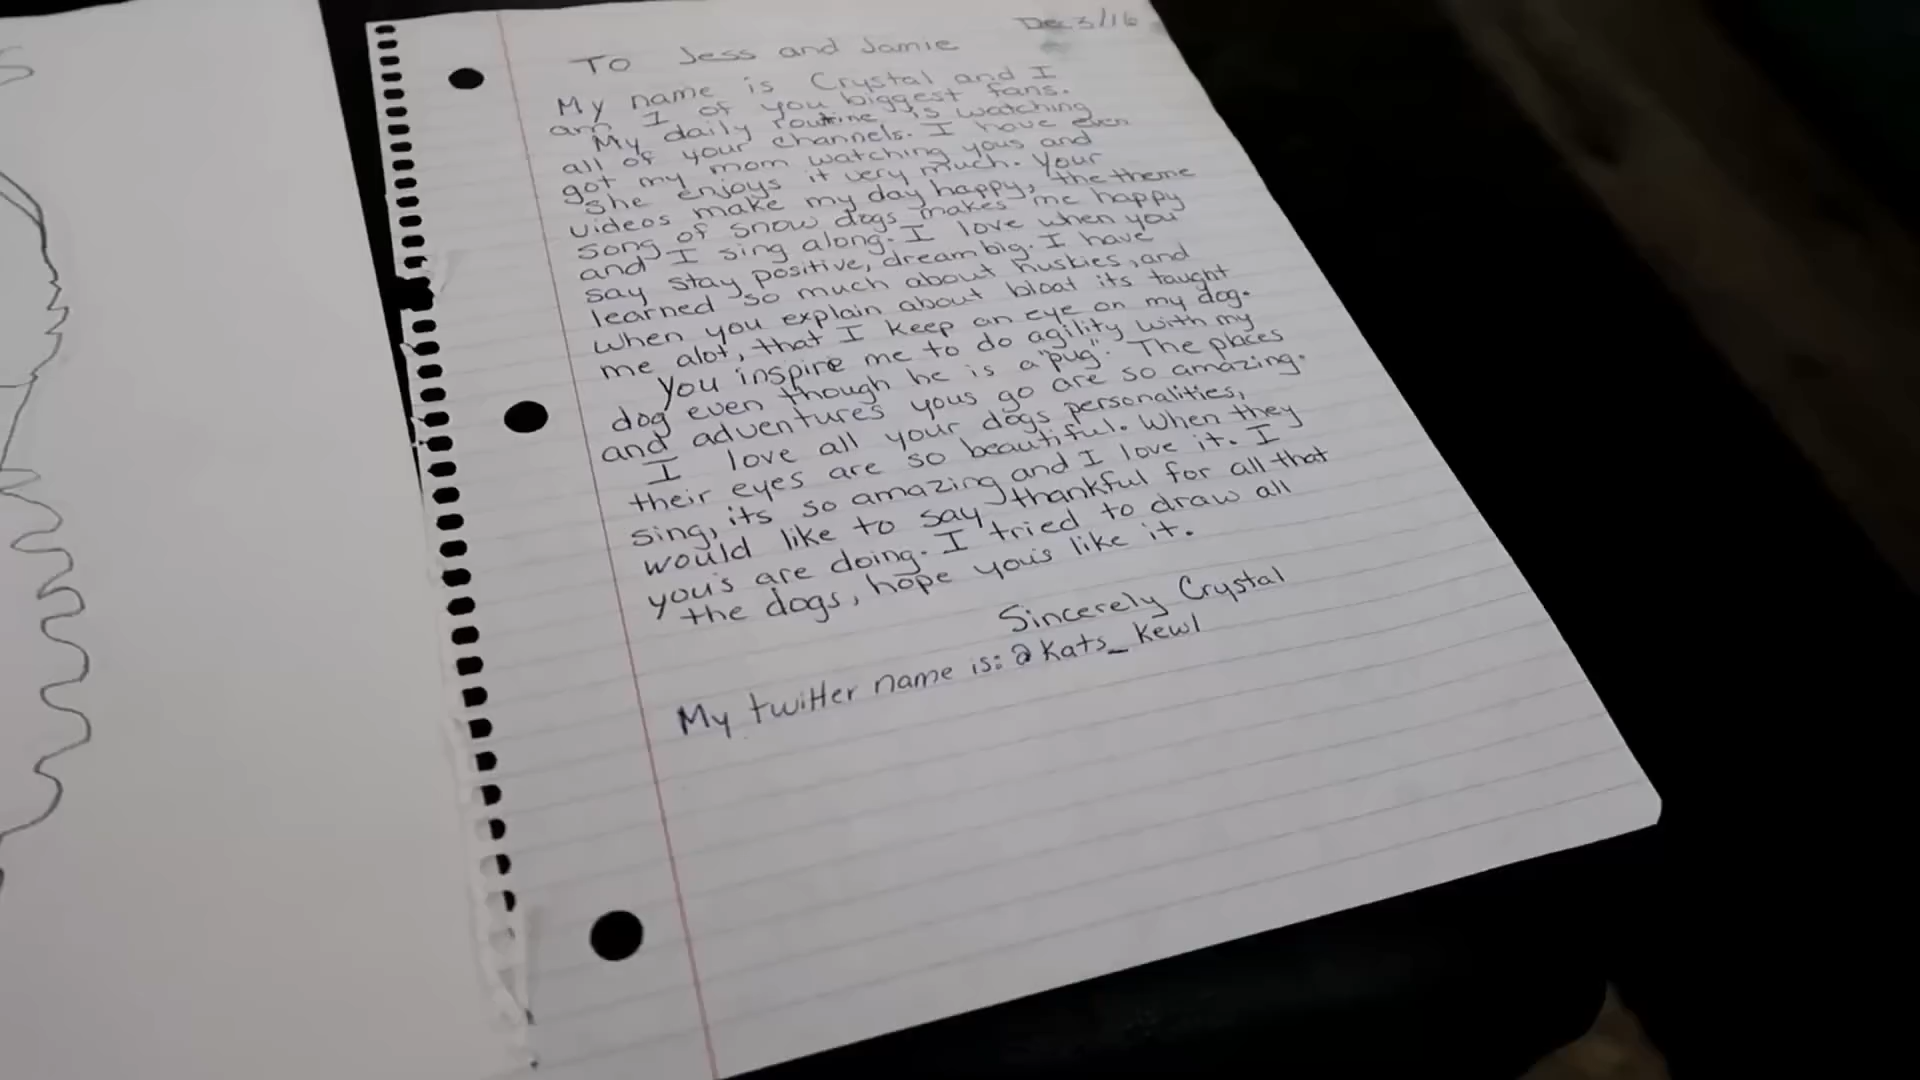 Dec 3/16
To Jess and Jamie
My name is Crystal and I
am I of you biggest fans.
My daily routine is watching
all of your channels. I have even
got my mom watching yous and
she enjoys it very much. Your
videos make my day happy, the theme
song of snow dogs makes me happy
and I sing along. I love when you
say stay positive, dream big. I have
learned so much about huskies, and
when you explain about bloat its taught
me alot, that I keep an eye on my dog.
You inspire me to do agility with my
dog even though he is a "pug". The places
and adventures yous go are so amazing.
I love all your dogs personalities,
their eyes are so beautiful. When they
sing, its so amazing and I love it. I
would like to say thankful for all that
you's are doing. I tried to draw all
the dogs, hope you's like it.
Sincerely Crystal
My twitter name is: @kats_kewl